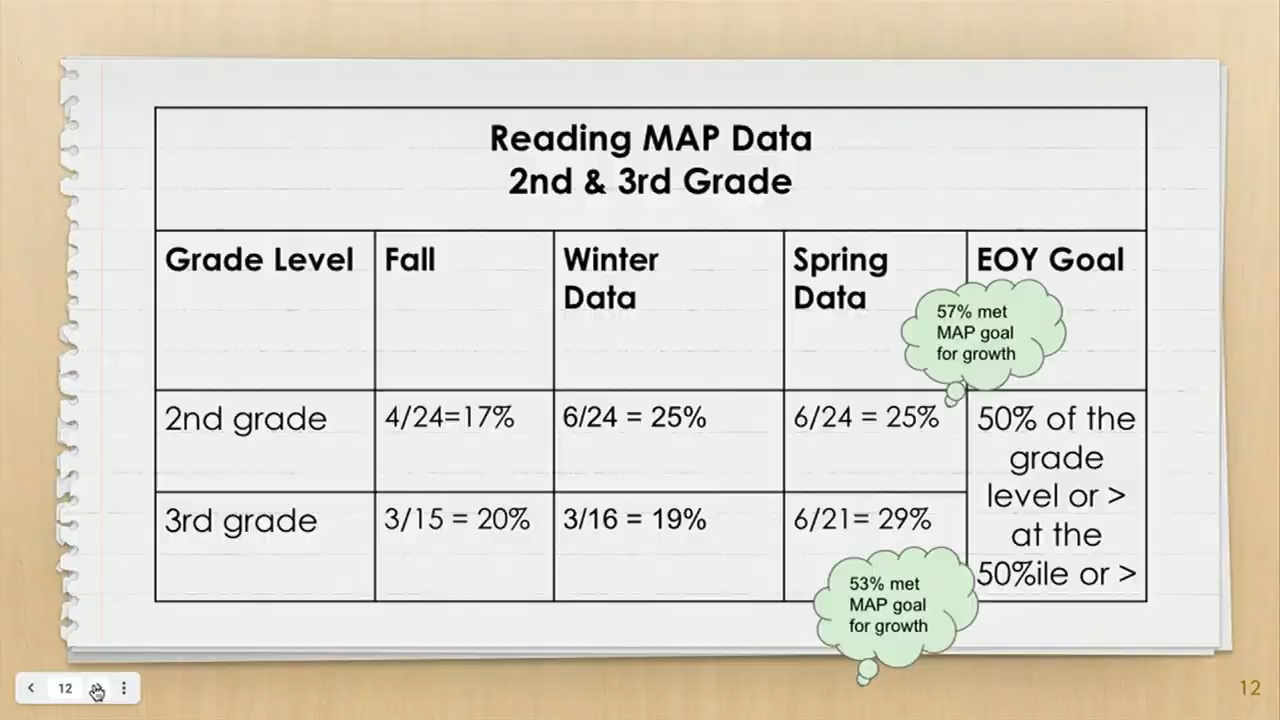 Reading MAP Data
2nd & 3rd Grade
Grade Level
Fall
Winter
Data
Spring
Data
EOY Goal
57% met
MAP goal
for growth
2nd grade
4/24=17%
6/24 = 25%
6/24 = 25%
50% of the
grade
level or >
at the
50%ile or >
3rd grade
3/15 = 20%
3/16 = 19%
6/21= 29%
53% met
MAP goal
for growth
12
12